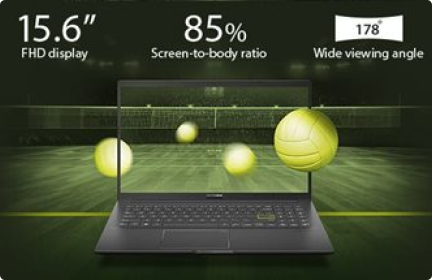 15.6”
FHD display
85%
Screen-to-body ratio
178°
Wide viewing angle